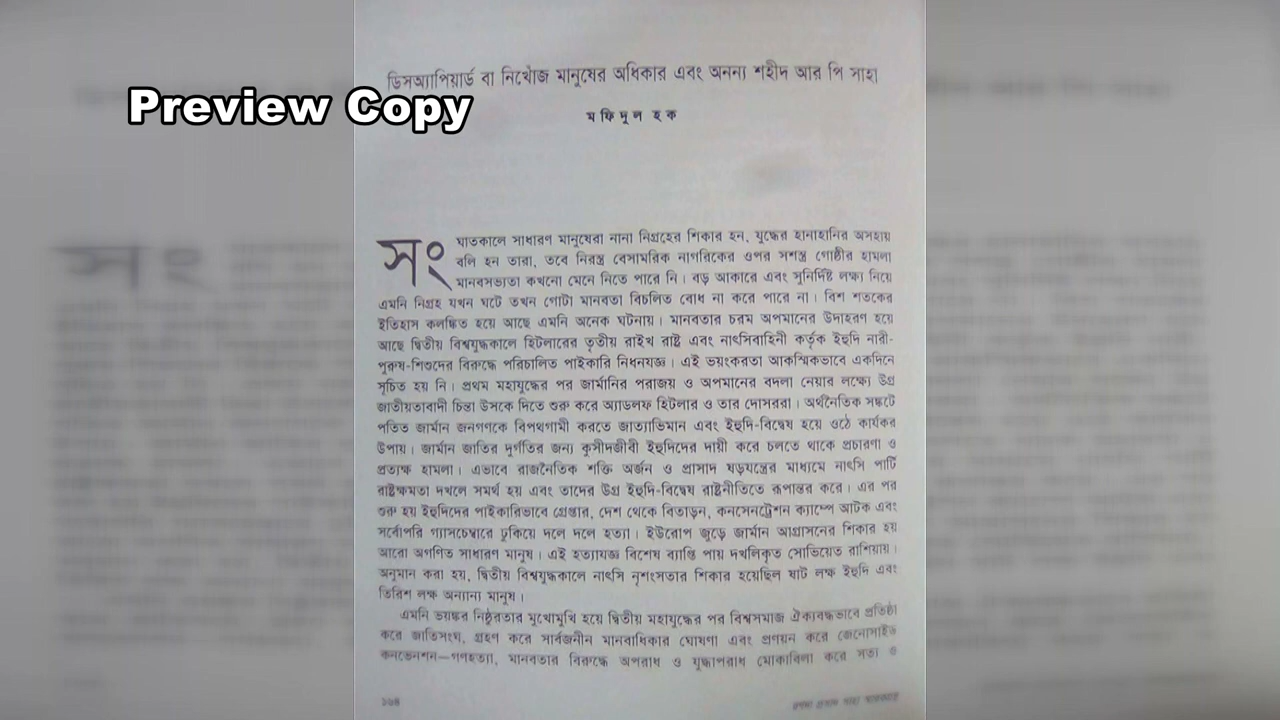 ডিসঅ্যাপিয়ার্ড বা নিখোঁজ মানুষের অধিকার এবং অনন্য শহীদ আর পি সাহা
Preview Copy
মফিদুল হক
সংঘাতকালে সাধারণ মানুষেরা নানা নিগ্রহের শিকার হন, যুদ্ধের হানাহানির অসহায়
বলি হন তারা, তবে নিরস্ত্র বেসামরিক নাগরিকের ওপর সশস্ত্র গোষ্ঠীর হামলা
মানবসভ্যতা কখনো মেনে নিতে পারে নি। বড় আকারে এবং সুনির্দিষ্ট লক্ষ্য নিয়ে
এমনি নিগ্রহ যখন ঘটে তখন গোটা মানবতা বিচলিত বোধ না করে পারে না। বিশ শতকের
ইতিহাস কলঙ্কিত হয়ে আছে এমনি অনেক ঘটনায়। মানবতার চরম অপমানের উদাহরণ হয়ে
আছে দ্বিতীয় বিশ্বযুদ্ধকালে হিটলারের তৃতীয় রাইখ রাষ্ট্র এবং নাৎসিবাহিনী কর্তৃক ইহুদি নারী-
পুরুষ-শিশুদের বিরুদ্ধে পরিচালিত পাইকারি নিধনযজ্ঞ। এই ভয়ংকরতা আকস্মিকভাবে একদিনে
সূচিত হয় নি। প্রথম মহাযুদ্ধের পর জার্মানির পরাজয় ও অপমানের বদলা নেয়ার লক্ষ্যে উগ্র
জাতীয়তাবাদী চিন্তা উসকে দিতে শুরু করে অ্যাডলফ হিটলার ও তার দোসররা। অর্থনৈতিক সঙ্কটে
পতিত জার্মান জনগণকে বিপথগামী করতে জাত্যাভিমান এবং ইহুদি-বিদ্বেষ হয়ে ওঠে কার্যকর
উপায়। জার্মান জাতির দুর্গতির জন্য কুসীদজীবী ইহুদিদের দায়ী করে চলতে থাকে প্রচারণা ও
প্রত্যক্ষ হামলা। এভাবে রাজনৈতিক শক্তি অর্জন ও প্রাসাদ ষড়যন্ত্রের মাধ্যমে নাৎসি পার্টি
রাষ্ট্রক্ষমতা দখলে সমর্থ হয় এবং তাদের উগ্র ইহুদি-বিদ্বেষ রাষ্ট্রনীতিতে রূপান্তর করে। এর পর
শুরু হয় ইহুদিদের পাইকারিভাবে গ্রেপ্তার, দেশ থেকে বিতাড়ন, কনসেনট্রেশন ক্যাম্পে আটক এবং
সর্বোপরি গ্যাসচেম্বারে ঢুকিয়ে দলে দলে হত্যা। ইউরোপ জুড়ে জার্মান আগ্রাসনের শিকার হয়
আরো অগণিত সাধারণ মানুষ। এই হত্যাযজ্ঞ বিশেষ ব্যাপ্তি পায় দখলিকৃত সোভিয়েত রাশিয়ায়।
অনুমান করা হয়, দ্বিতীয় বিশ্বযুদ্ধকালে নাৎসি নৃশংসতার শিকার হয়েছিল ষাট লক্ষ ইহুদি এবং
তিরিশ লক্ষ অন্যান্য মানুষ।
এমনি ভয়ঙ্কর নিষ্ঠুরতার মুখোমুখি হয়ে দ্বিতীয় মহাযুদ্ধের পর বিশ্বসমাজ ঐক্যবদ্ধভাবে প্রতিষ্ঠা
করে জাতিসংঘ, গ্রহণ করে সার্বজনীন মানবাধিকার ঘোষণা এবং প্রণয়ন করে জেনোসাইড
কনভেনশন—গণহত্যা, মানবতার বিরুদ্ধে অপরাধ ও যুদ্ধাপরাধ মোকাবিলা করে সভ্য ও